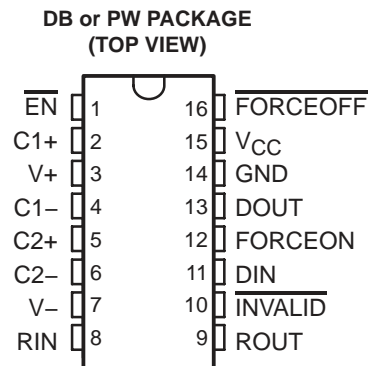 DB or PW PACKAGE
(TOP VIEW)
EN 1 16 FORCEOFF
C1+ 2 15 VCC
V+ 3 14 GND
C1− 4 13 DOUT
C2+ 5 12 FORCEON
C2− 6 11 DIN
V− 7 10 INVALID
RIN 8 9 ROUT